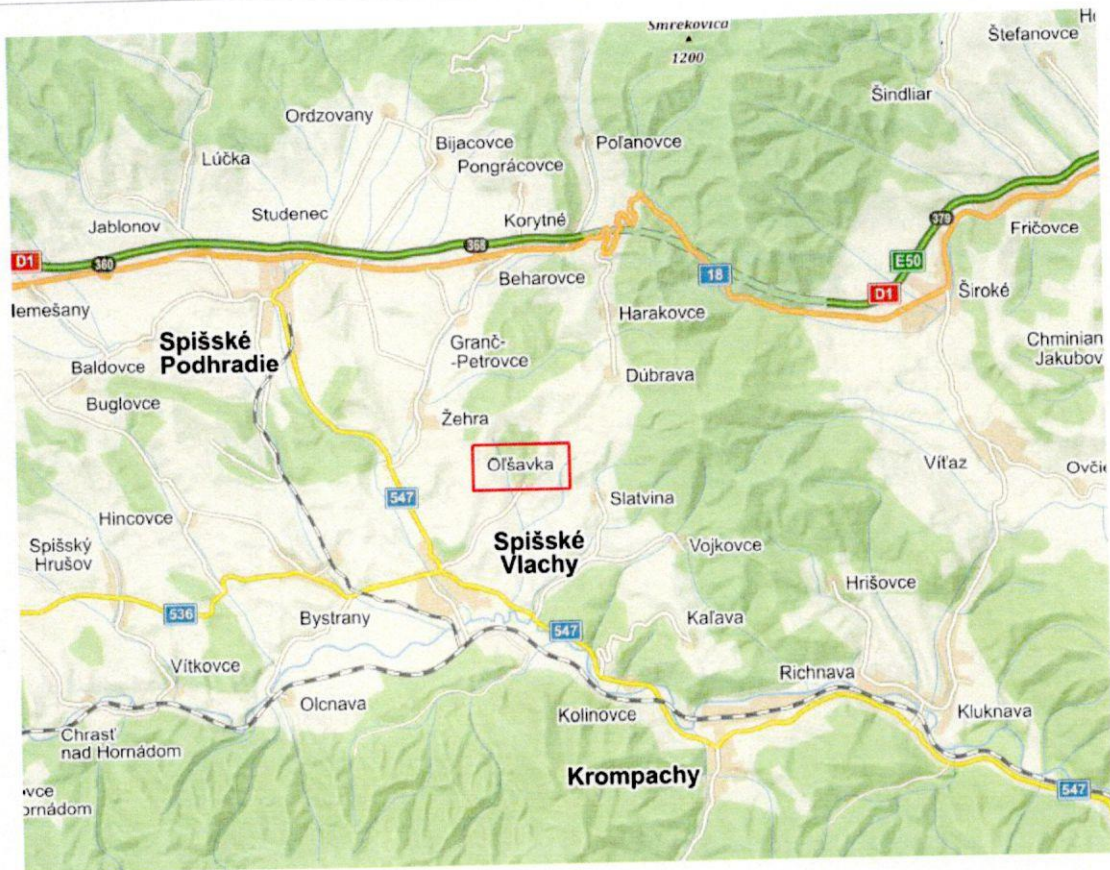 Smrekovica
1200
Štefanovce
Šindliar
Ordzovany
Bijacovce
Poľanovce
Lúčka
Pongrácovce
Jablonov
Studenec
Korytné
379
Fričovce
D1
360
368
E50
Beharovce
18
D1
Široké
Harakovce
Spišské
Podhradie
Granč-
-Petrovce
Chminian
Jakubov
Baldovce
Dúbrava
Buglovce
Žehra
Oľšavka
Víťaz
547
Slatvina
Hincovce
Spišský
Hrušov
Spišské
Vlachy
Vojkovce
Hrišovce
536
Bystrany
547
Kaľava
Vítkovce
Richnava
Olcnava
Kolinovce
Kluknava
Chrasť
nad Hornádom
Krompachy
547